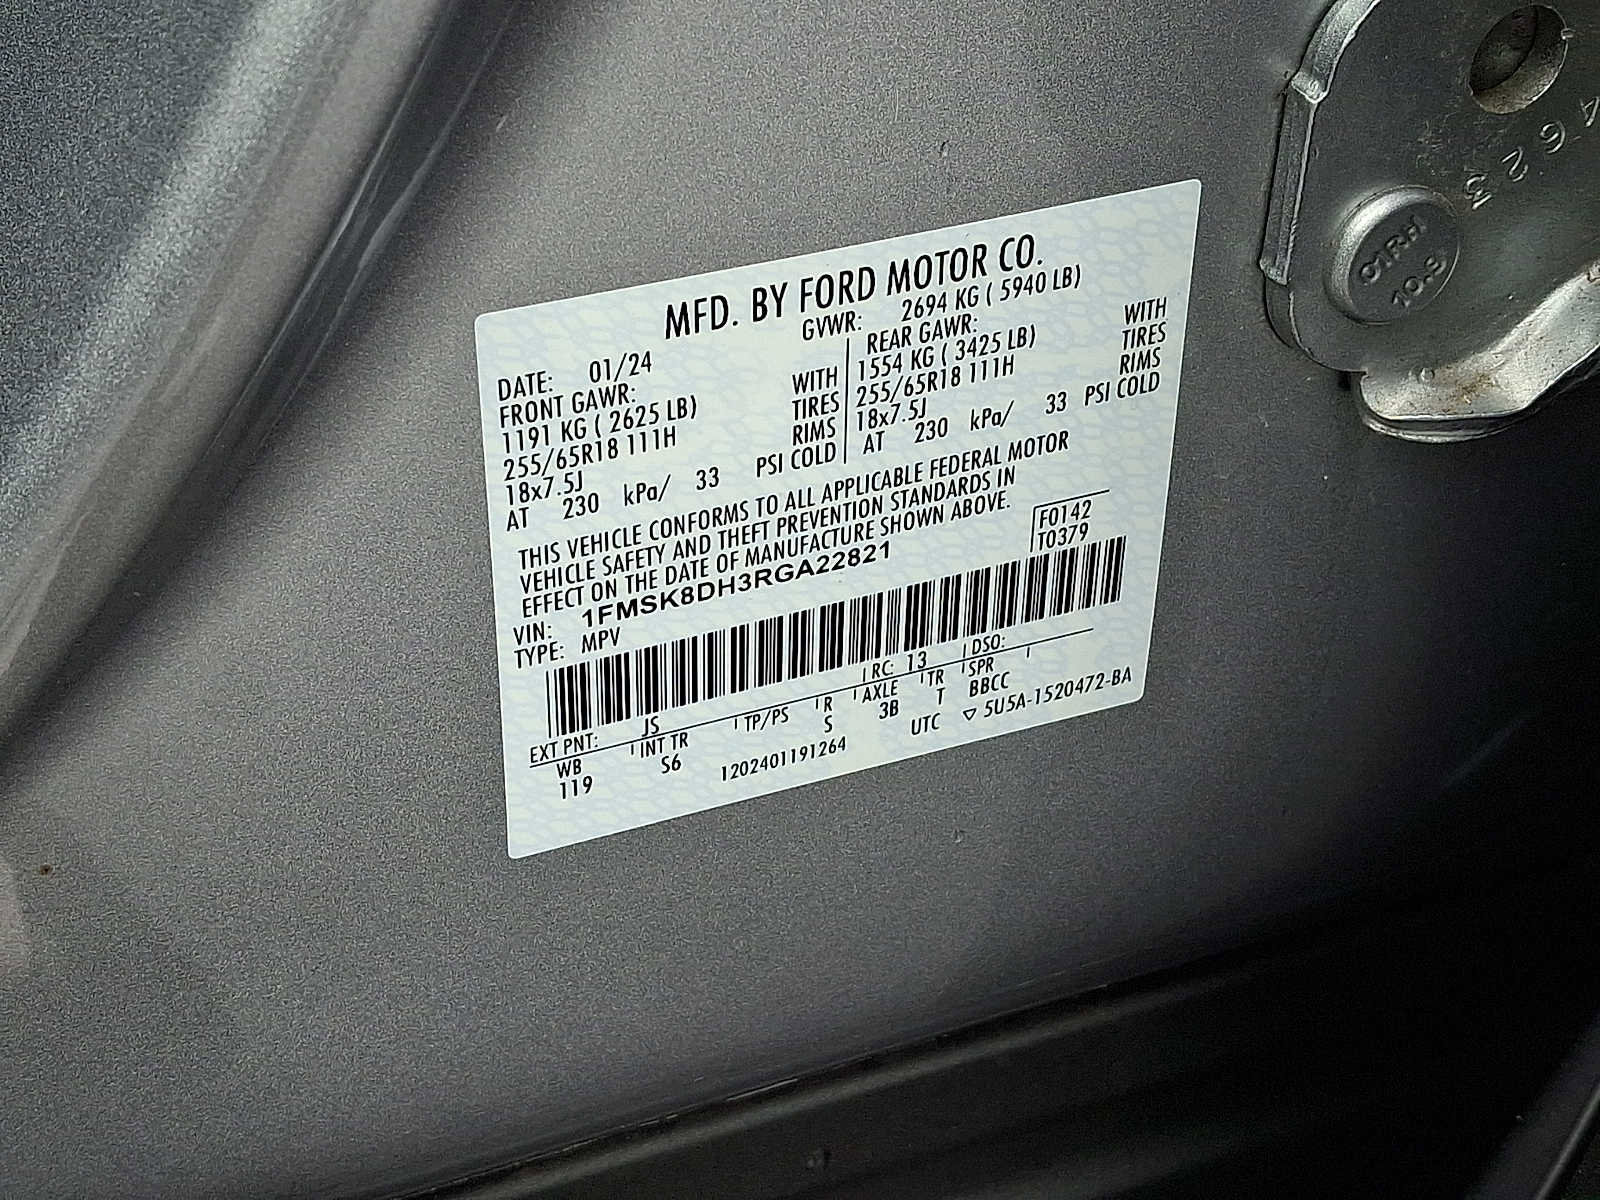 MFD. BY FORD MOTOR CO.
DATE: 01/24 GVWR: 2694 KG ( 5940 LB)
FRONT GAWR: REAR GAWR:
1191 KG ( 2625 LB) WITH 1554 KG ( 3425 LB) WITH
255/65R18 111H TIRES 255/65R18 111H TIRES
18x7.5J RIMS 18x7.5J RIMS
AT 230 kPa/ 33 PSI COLD AT 230 kPa/ 33 PSI COLD
THIS VEHICLE CONFORMS TO ALL APPLICABLE FEDERAL MOTOR
VEHICLE SAFETY AND THEFT PREVENTION STANDARDS IN
EFFECT ON THE DATE OF MANUFACTURE SHOWN ABOVE.
VIN: 1FMSK8DH3RGA22821 F0142
TYPE: MPV T0379
EXT PNT: JS RC: 13 DSO:
WB INT TR TP/PS R AXLE TR SPR
119 S6 S 3B T BBCC
1202401191264 UTC ▽ 5U5A-1520472-BA
4623
01RH
10.9